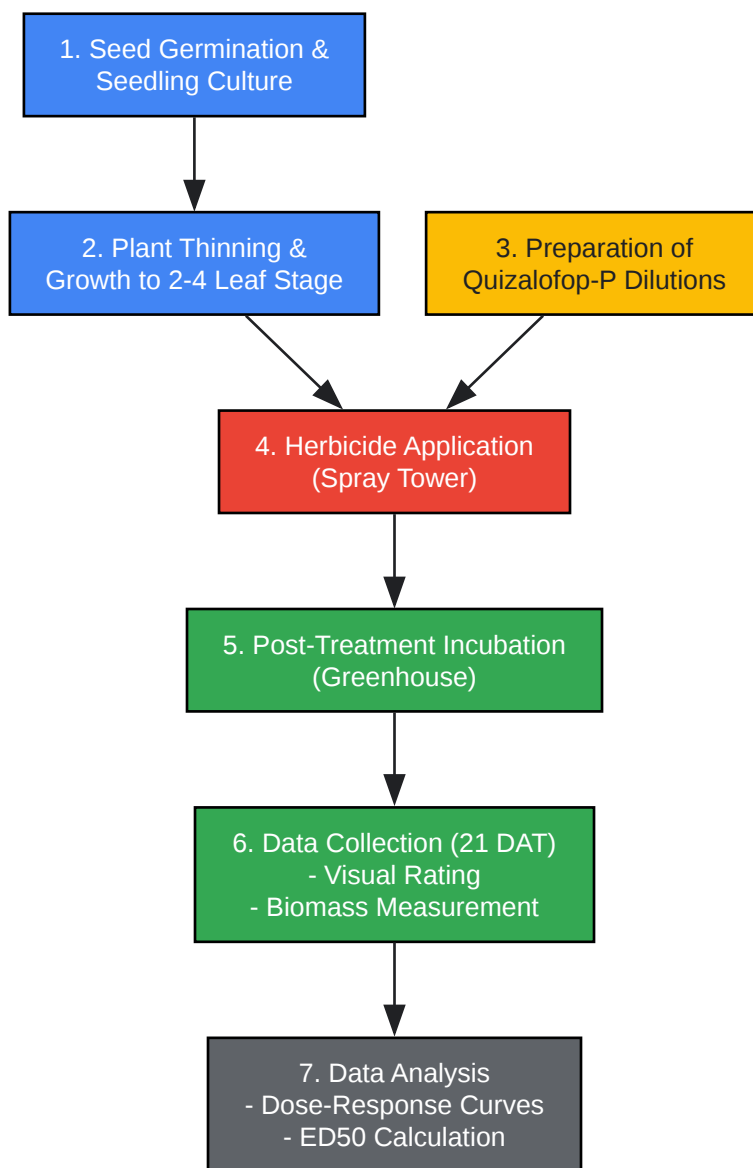 1. Seed Germination &
Seedling Culture
2. Plant Thinning &
Growth to 2-4 Leaf Stage
3. Preparation of
Quizalofop-P Dilutions
4. Herbicide Application
(Spray Tower)
5. Post-Treatment Incubation
(Greenhouse)
6. Data Collection (21 DAT)
- Visual Rating
- Biomass Measurement
7. Data Analysis
- Dose-Response Curves
- ED50 Calculation